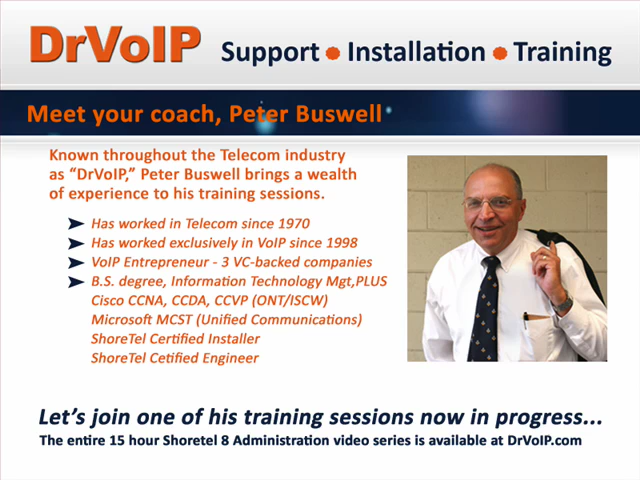 DrVoIP Support • Installation • Training
Meet your coach, Peter Buswell
Known throughout the Telecom industry
as “DrVoIP,” Peter Buswell brings a wealth
of experience to his training sessions.
Has worked in Telecom since 1970
Has worked exclusively in VoIP since 1998
VoIP Entrepreneur - 3 VC-backed companies
B.S. degree, Information Technology Mgt,PLUS
Cisco CCNA, CCDA, CCVP (ONT/ISCW)
Microsoft MCST (Unified Communications)
ShoreTel Certified Installer
ShoreTel Cetified Engineer
Let’s join one of his training sessions now in progress...
The entire 15 hour Shoretel 8 Administration video series is available at DrVoIP.com